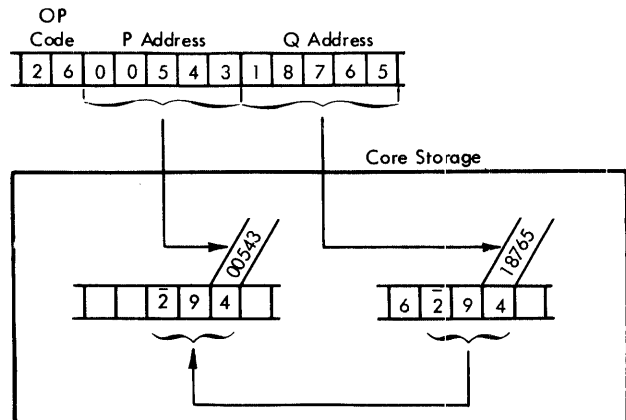 OP
Code P Address Q Address
2 6 0 0 5 4 3 1 8 7 6 5
Core Storage
00543 18765
2̅ 9 4 6 2̅ 9 4